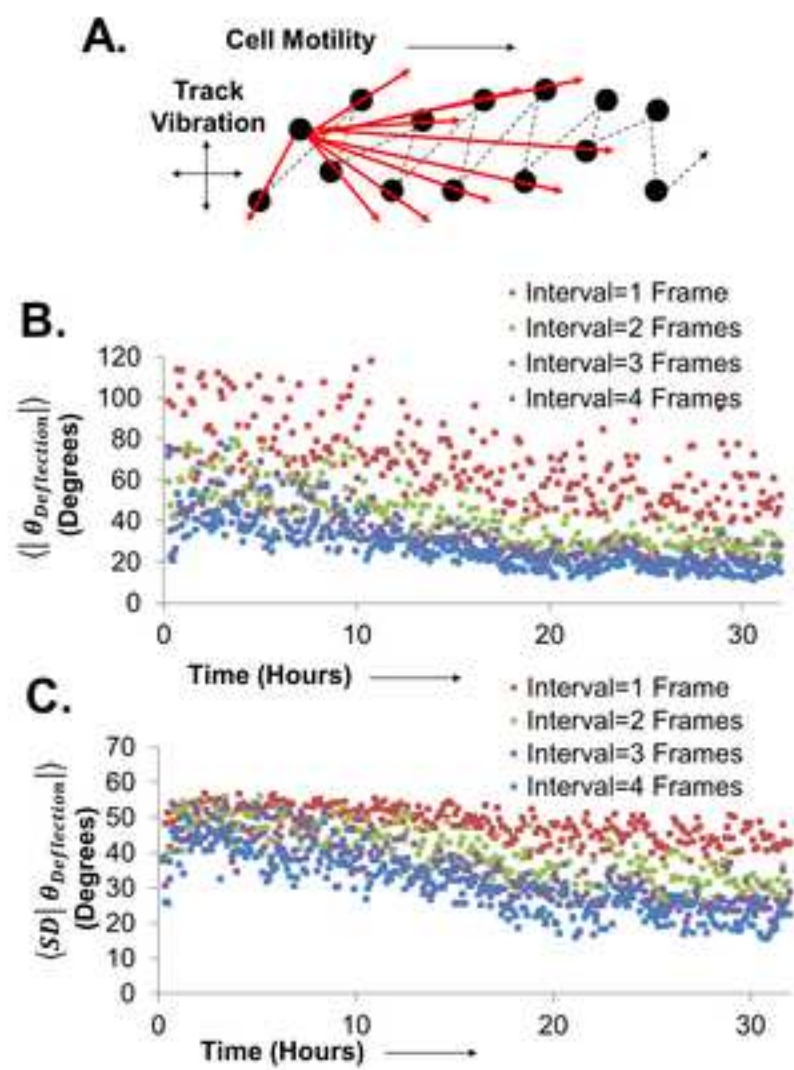 A.
Cell Motility
Track
Vibration
B.
Interval=1 Frame
Interval=2 Frames
Interval=3 Frames
Interval=4 Frames
⟨| θDeflection|⟩
(Degrees)
120
100
80
60
40
20
0
0 10 20 30
Time (Hours)
C.
Interval=1 Frame
Interval=2 Frames
Interval=3 Frames
Interval=4 Frames
⟨SD| θDeflection|⟩
(Degrees)
70
60
50
40
30
20
10
0
0 10 20 30
Time (Hours)